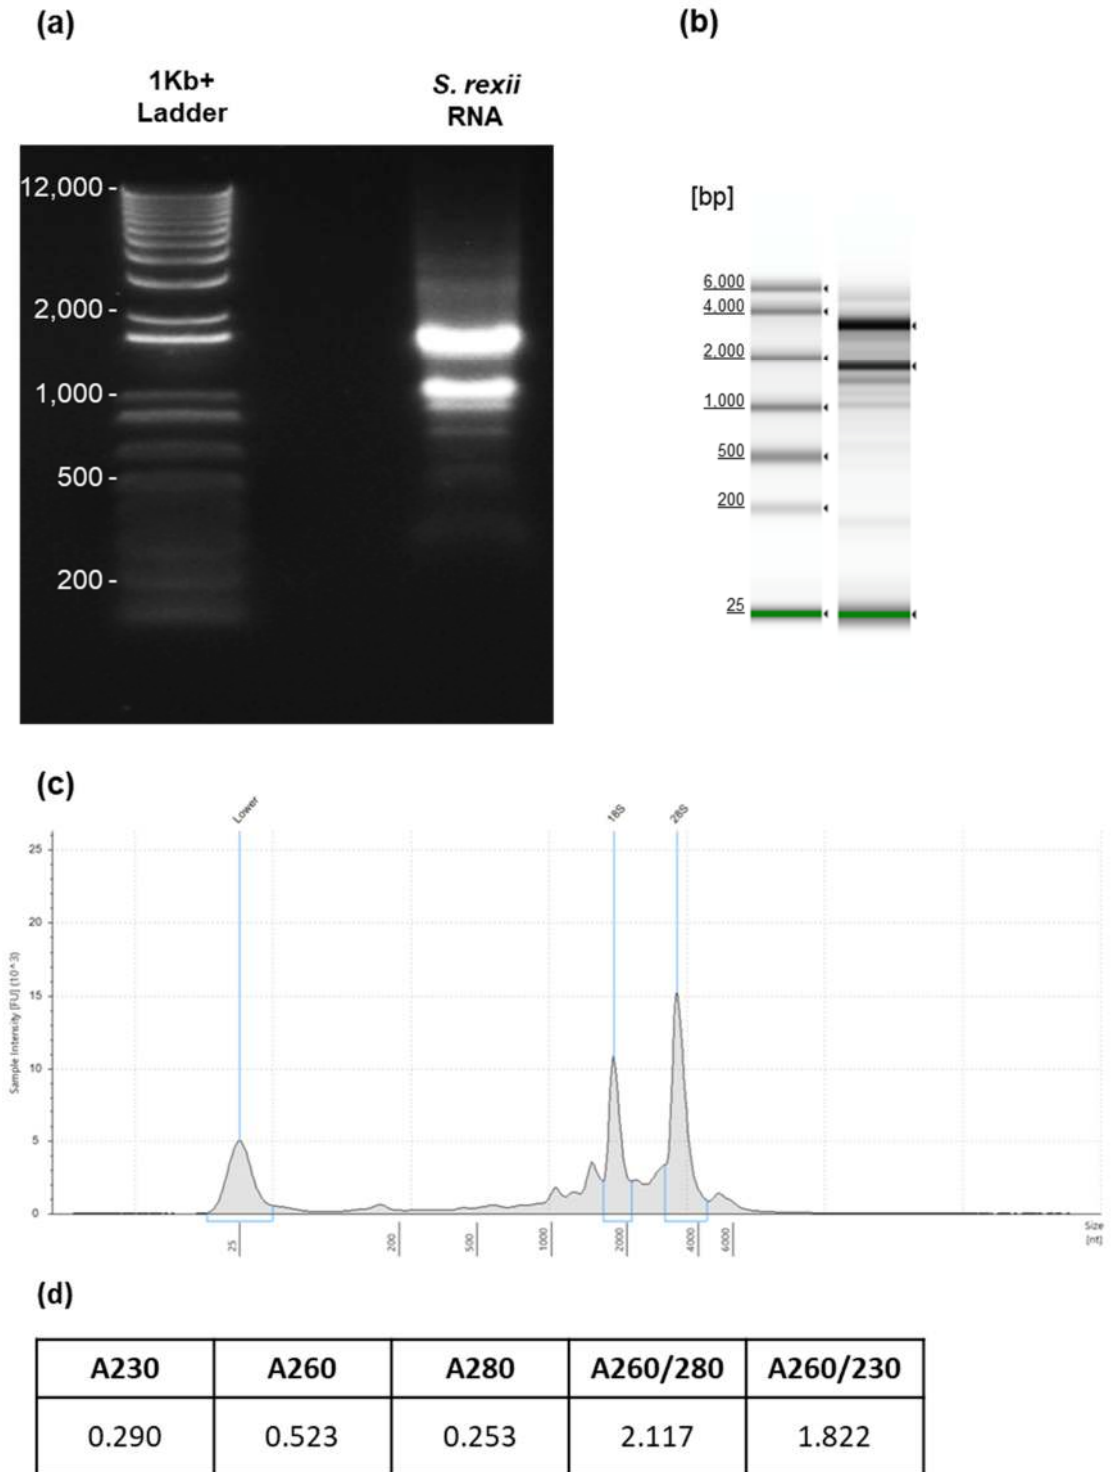 (a)
1Kb+
Ladder
S. rexii
RNA
12,000 -
2,000 -
1,000 -
500 -
200 -
(b)
[bp]
6,000
4,000
2,000
1,000
500
200
25
(c)
Lower
18S
28S
Sample Intensity [FU] (10^3)
25
20
15
10
5
0
25
200
500
1000
2000
4000
6000
Size
[nt]
(d)
A230 A260 A280 A260/280 A260/230
0.290 0.523 0.253 2.117 1.822